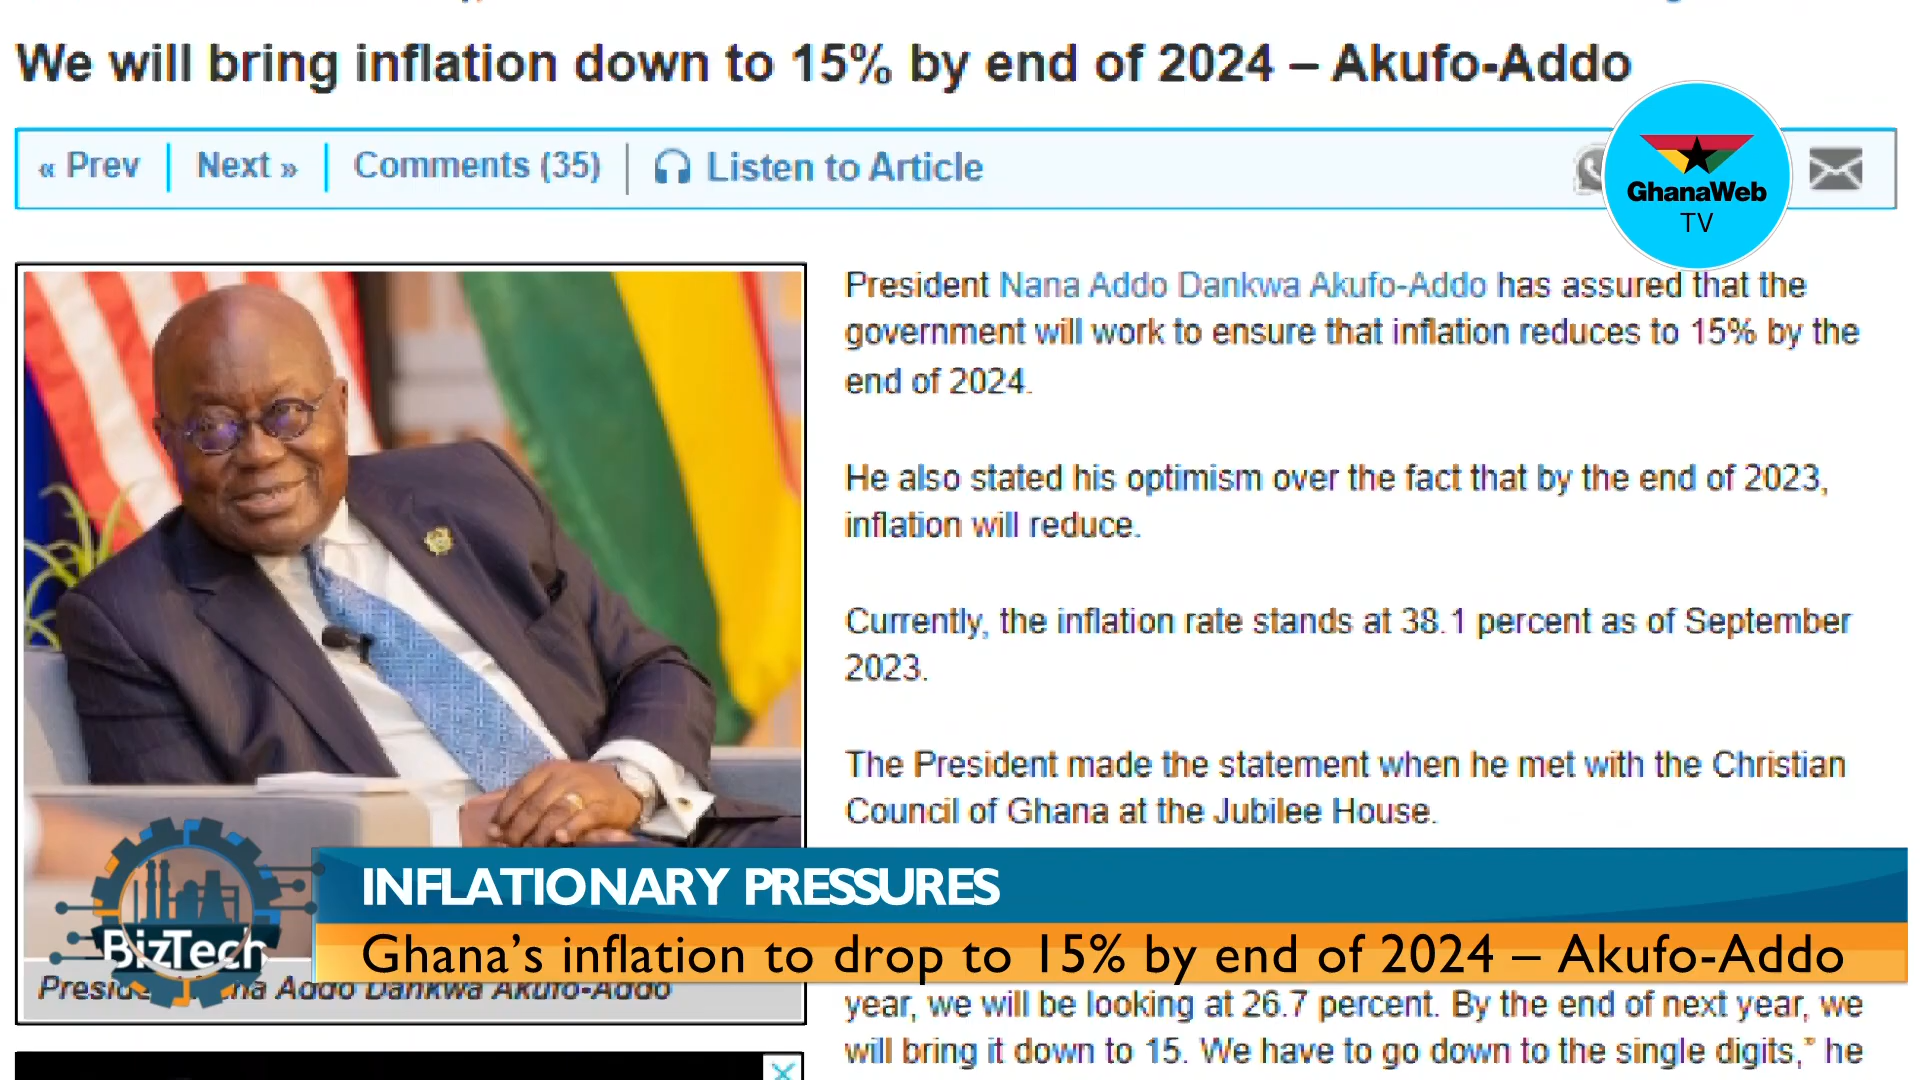 We will bring inflation down to 15% by end of 2024 – Akufo-Addo
« Prev
Next »
Comments (35)
Listen to Article
GhanaWeb
TV
President Nana Addo Dankwa Akufo-Addo has assured that the
government will work to ensure that inflation reduces to 15% by the
end of 2024.
He also stated his optimism over the fact that by the end of 2023,
inflation will reduce.
Currently, the inflation rate stands at 38.1 percent as of September
2023.
The President made the statement when he met with the Christian
Council of Ghana at the Jubilee House.
INFLATIONARY PRESSURES
Ghana's inflation to drop to 15% by end of 2024 – Akufo-Addo
BizTech
Addo Dankwa Akufo-Addo
year, we will be looking at 26.7 percent. By the end of next year, we
will bring it down to 15. We have to go down to the single digits," he